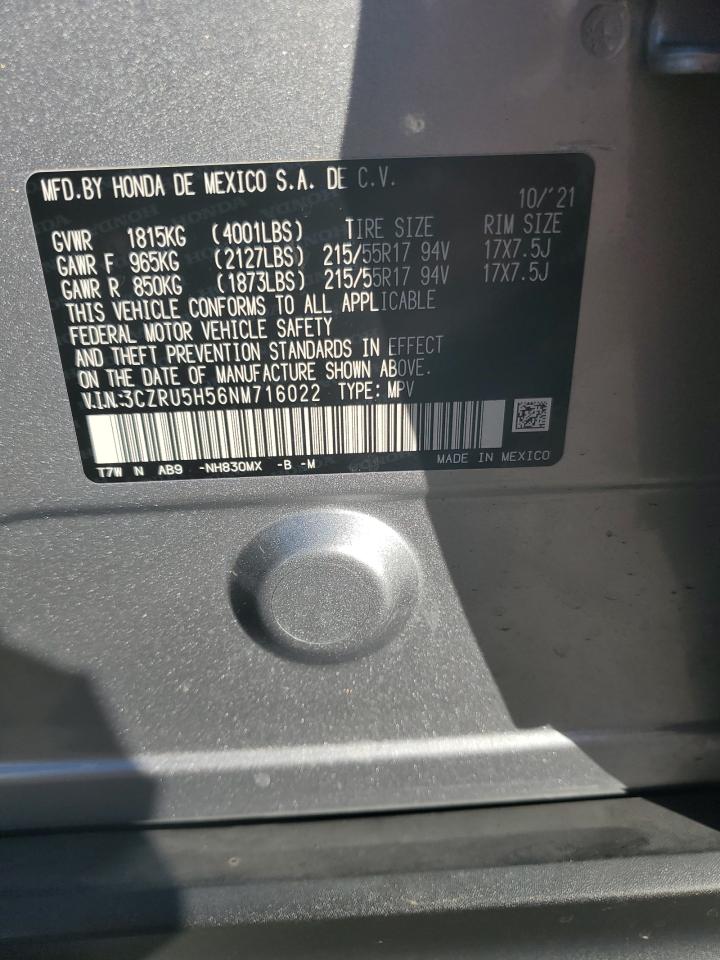 MFD.BY HONDA DE MEXICO S.A. DE C.V.
10/'21
GVWR 1815KG (4001LBS) TIRE SIZE RIM SIZE
GAWR F 965KG (2127LBS) 215/55R17 94V 17X7.5J
GAWR R 850KG (1873LBS) 215/55R17 94V 17X7.5J
THIS VEHICLE CONFORMS TO ALL APPLICABLE
FEDERAL MOTOR VEHICLE SAFETY
AND THEFT PREVENTION STANDARDS IN EFFECT
ON THE DATE OF MANUFACTURE SHOWN ABOVE.
V.I.N.:3CZRU5H56NM716022 TYPE: MPV
T7W N AB9 -NH830MX -B -M MADE IN MEXICO